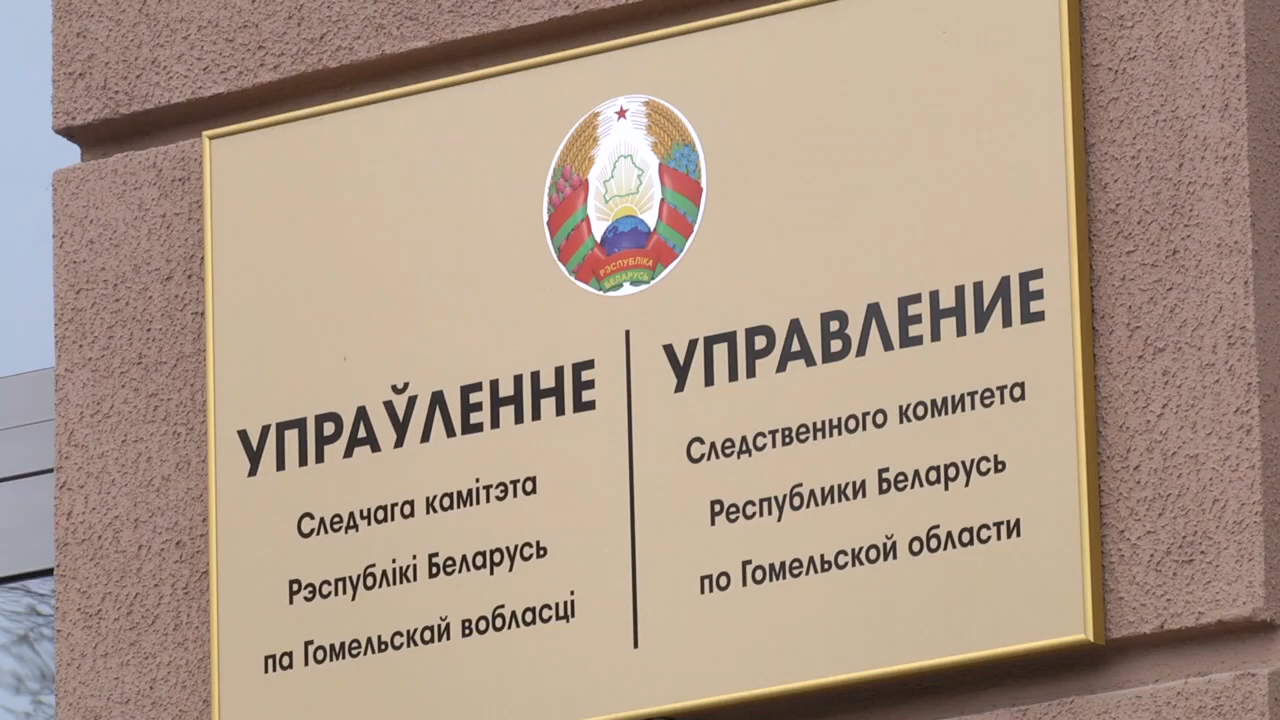 РЭСПУБЛІКА
БЕЛАРУСЬ
УПРАЎЛЕННЕ
Следчага камітэта
Рэспублікі Беларусь
па Гомельскай вобласці
УПРАВЛЕНИЕ
Следственного комитета
Республики Беларусь
по Гомельской области